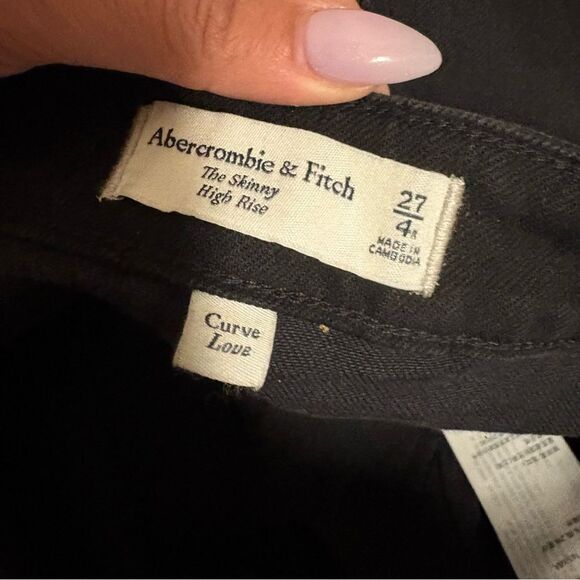 Abercrombie & Fitch
The Skinny
High Rise
27
4R
MADE IN
CAMBODIA
Curve
Love